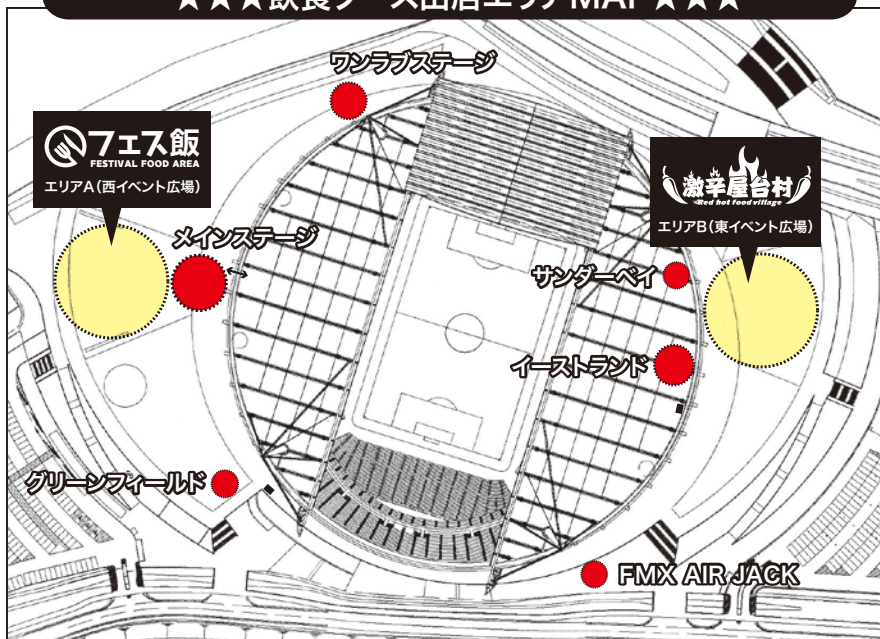 ★★★飲食ブース出店エリアMAP★★★
ワンラブステージ
フェス飯
FESTIVAL FOOD AREA
エリアA（西イベント広場）
激辛屋台村
Red hot food village
エリアB（東イベント広場）
メインステージ
サンダーベイ
イーストランド
グリーンフィールド
FMX AIR JACK